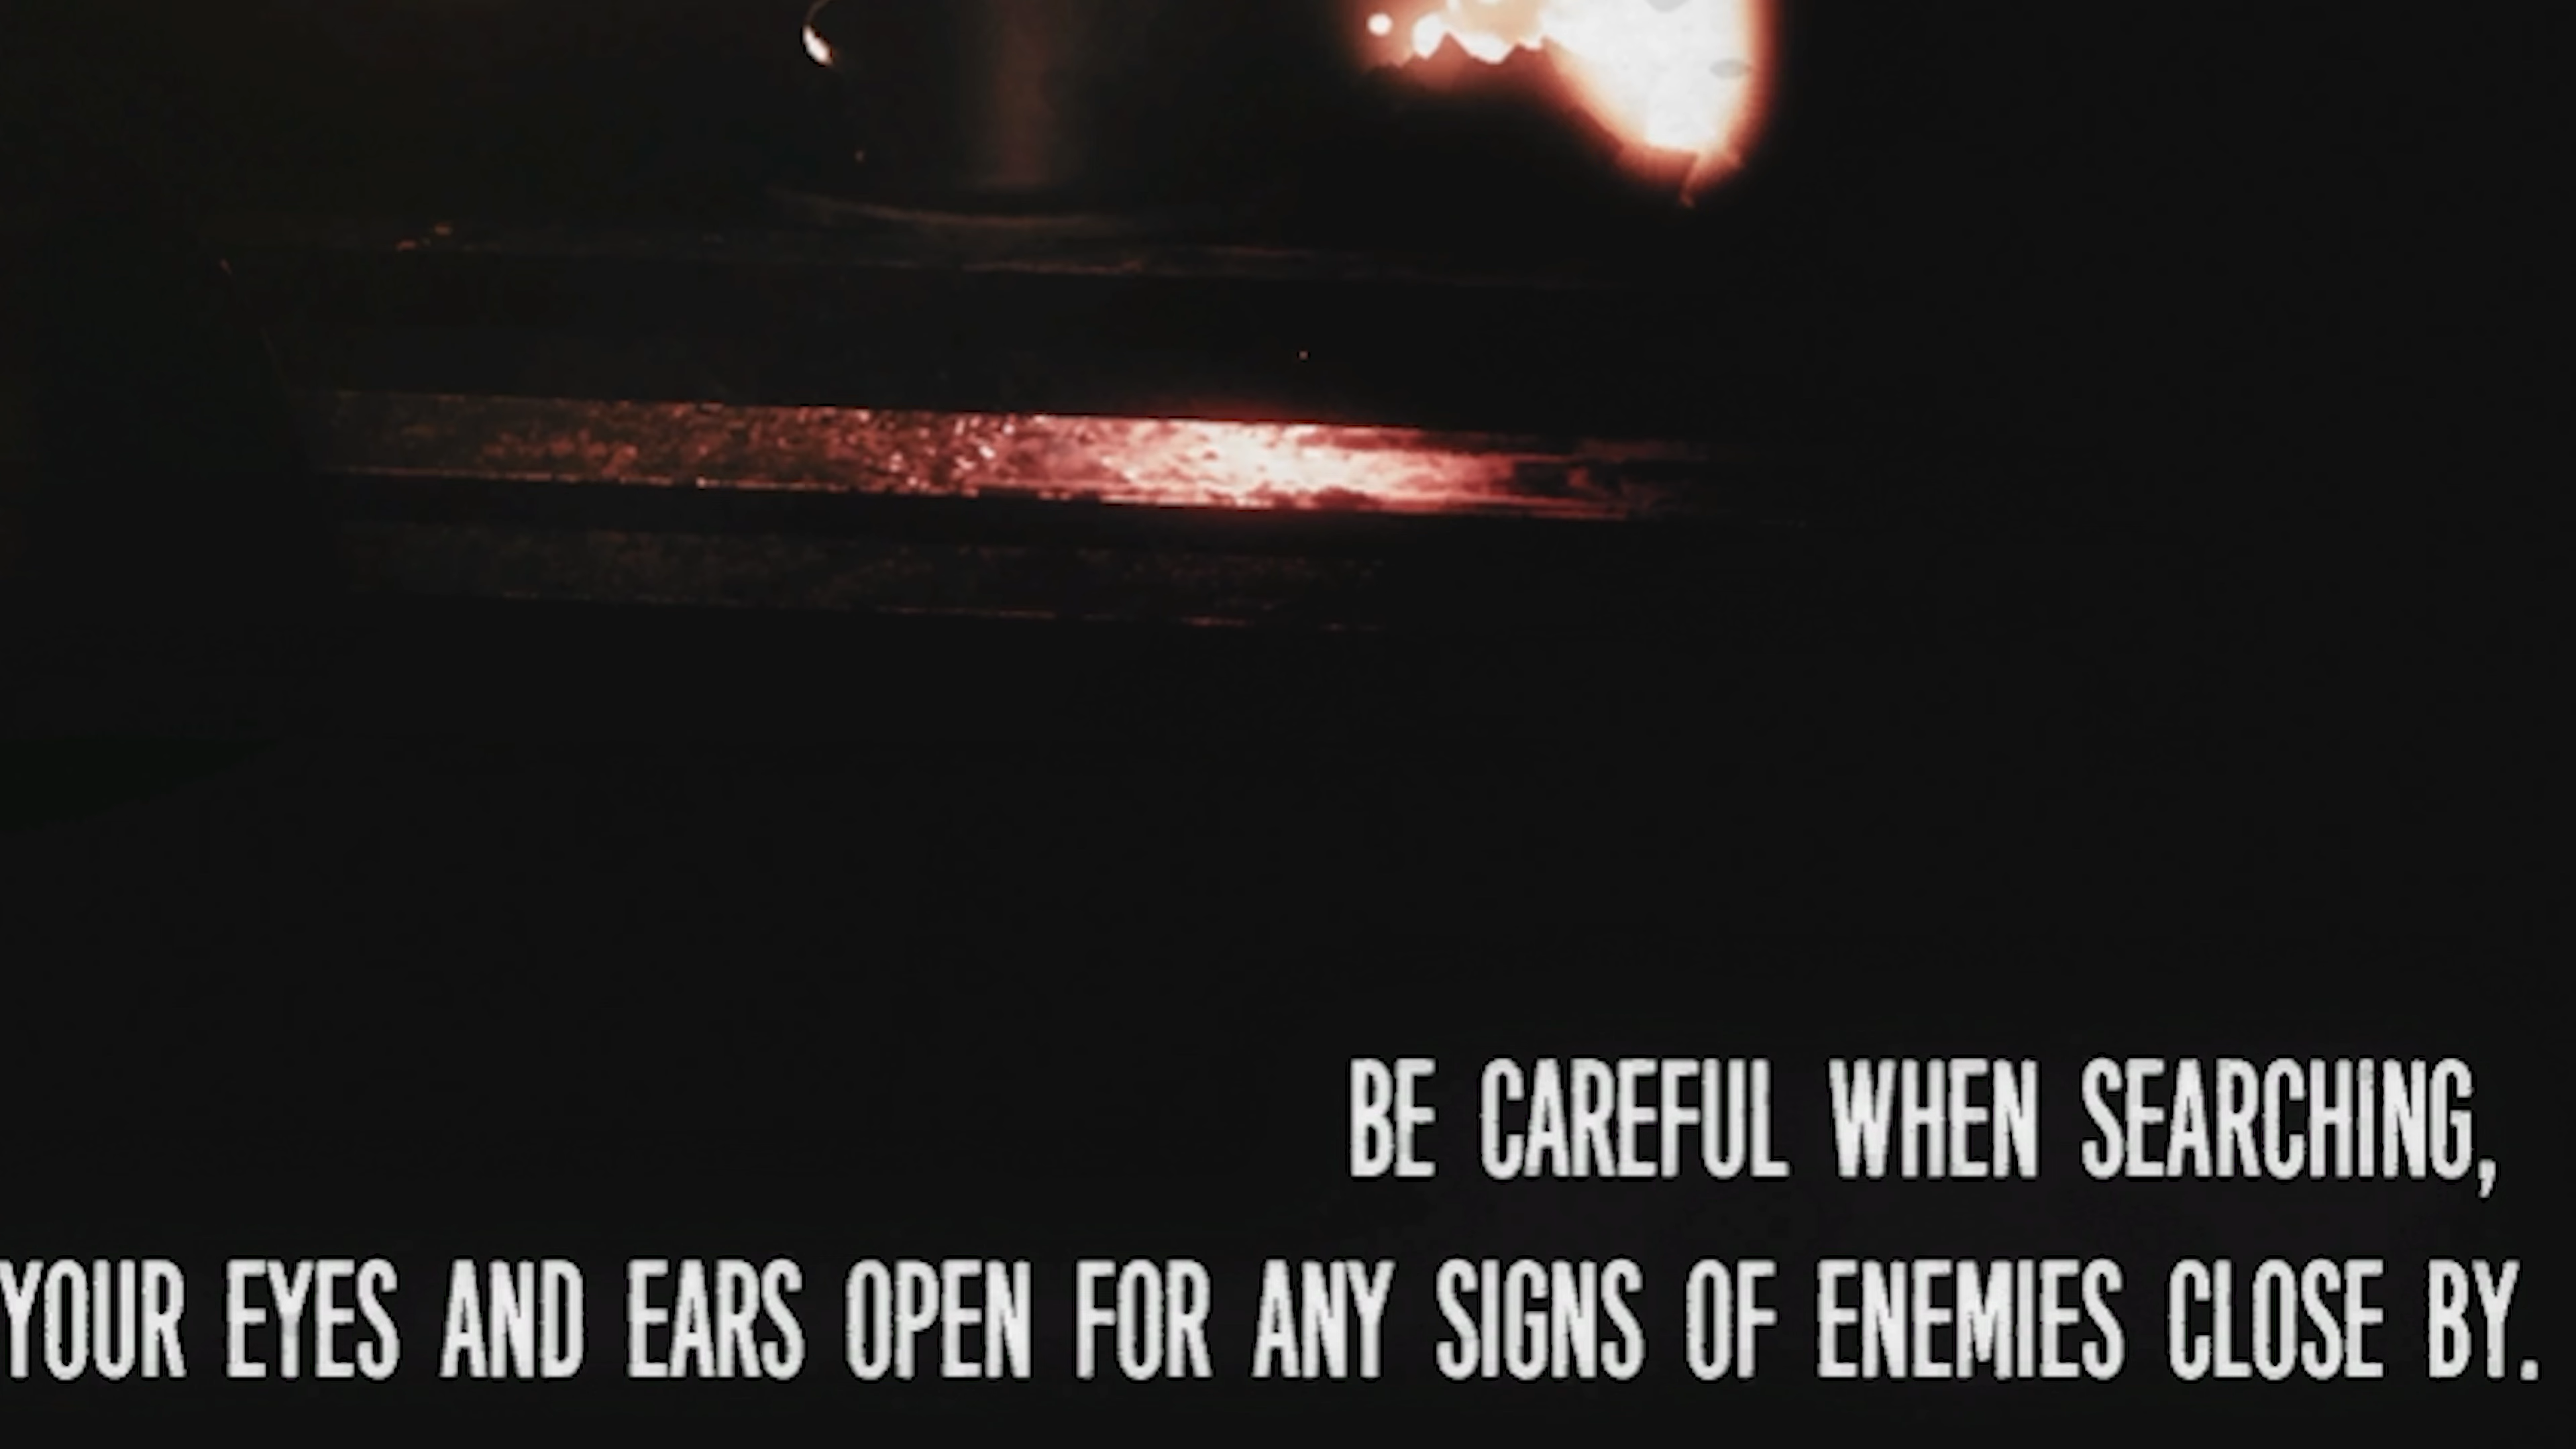 BE CAREFUL WHEN SEARCHING,
YOUR EYES AND EARS OPEN FOR ANY SIGNS OF ENEMIES CLOSE BY.